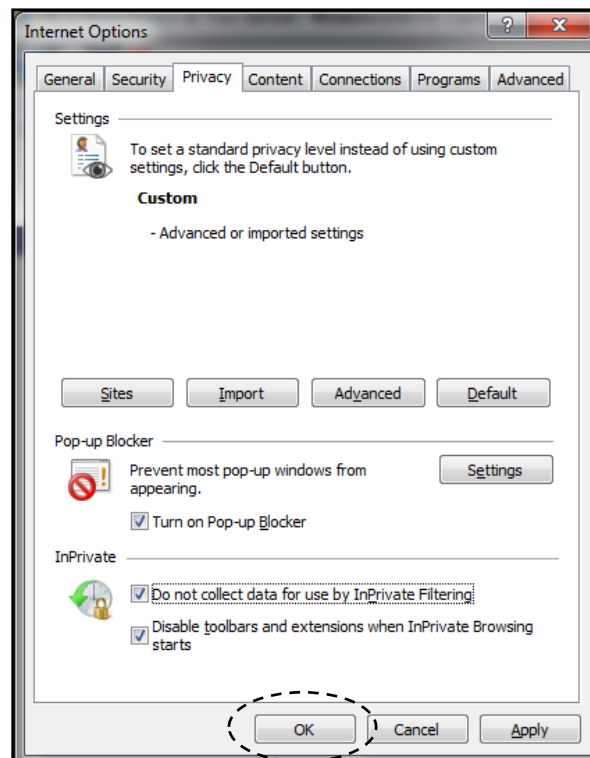 Internet Options
General Security Privacy Content Connections Programs Advanced
Settings
To set a standard privacy level instead of using custom
settings, click the Default button.
Custom
- Advanced or imported settings
Sites Import Advanced Default
Pop-up Blocker
Prevent most pop-up windows from
appearing.
Settings
Turn on Pop-up Blocker
InPrivate
Do not collect data for use by InPrivate Filtering
Disable toolbars and extensions when InPrivate Browsing
starts
OK Cancel Apply